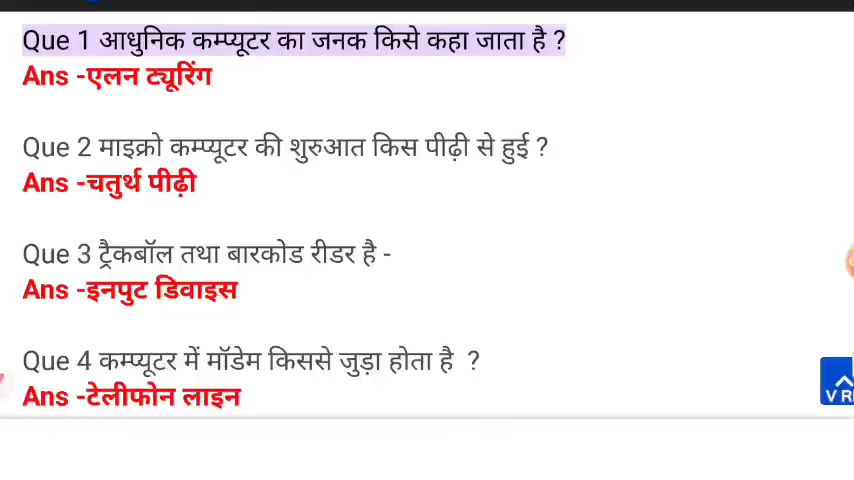 Que 1 आधुनिक कम्प्यूटर का जनक किसे कहा जाता है ?
Ans -एलन ट्यूरिंग
Que 2 माइक्रो कम्प्यूटर की शुरुआत किस पीढ़ी से हुई ?
Ans -चतुर्थ पीढ़ी
Que 3 ट्रैकबॉल तथा बारकोड रीडर है -
Ans -इनपुट डिवाइस
Que 4 कम्प्यूटर में मॉडेम किससे जुड़ा होता है ?
Ans -टेलीफोन लाइन